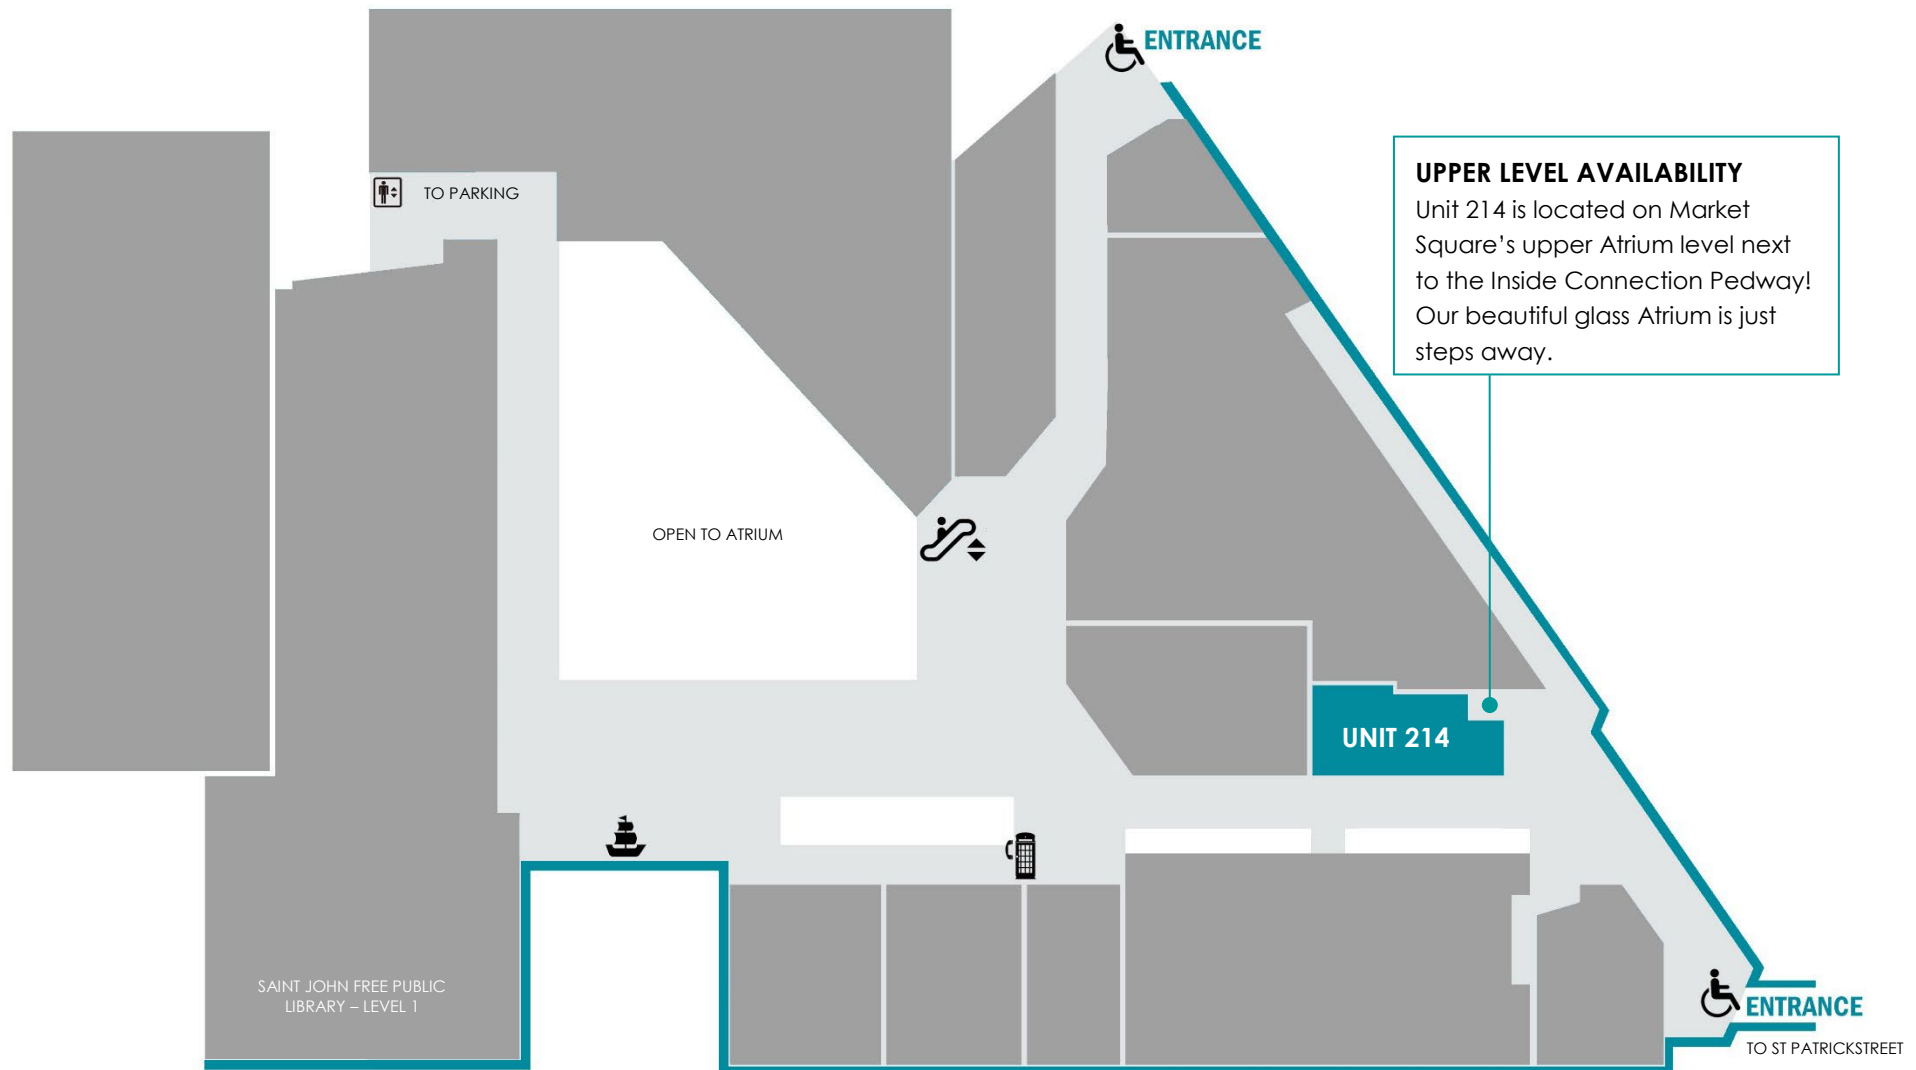 ENTRANCE
UPPER LEVEL AVAILABILITY
Unit 214 is located on Market
Square’s upper Atrium level next
to the Inside Connection Pedway!
Our beautiful glass Atrium is just
steps away.
TO PARKING
OPEN TO ATRIUM
UNIT 214
SAINT JOHN FREE PUBLIC
LIBRARY – LEVEL 1
ENTRANCE
TO ST PATRICKSTREET